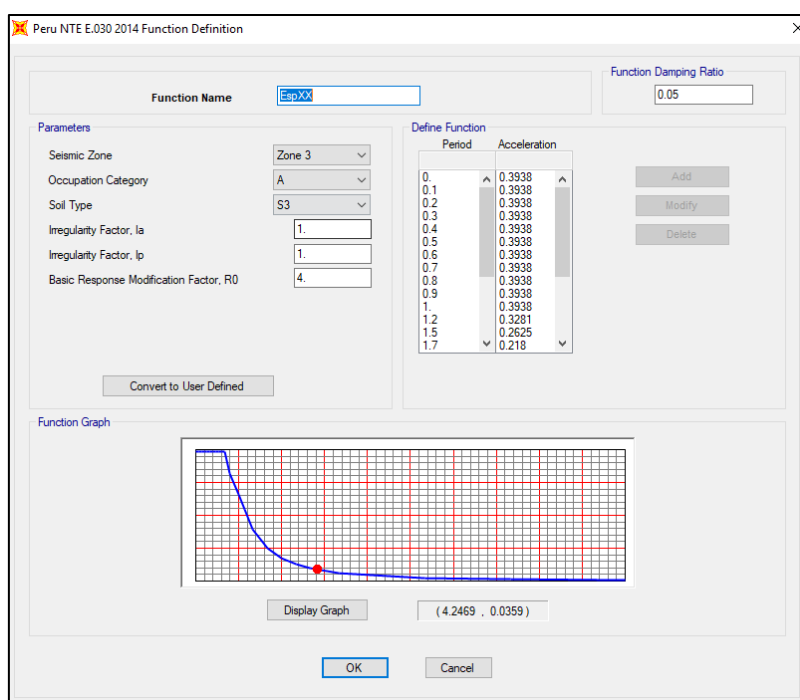 Peru NTE E.030 2014 Function Definition
Function Damping Ratio
Function Name EspXX 0.05
Parameters
Seismic Zone Zone 3
Occupation Category A
Soil Type S3
Irregularity Factor, Ia 1.
Irregularity Factor, Ip 1.
Basic Response Modification Factor, R0 4.
Convert to User Defined
Define Function
Period Acceleration
0. 0.3938
0.1 0.3938
0.2 0.3938
0.3 0.3938
0.4 0.3938
0.5 0.3938
0.6 0.3938
0.7 0.3938
0.8 0.3938
0.9 0.3938
1. 0.3938
1.2 0.3281
1.5 0.2625
1.7 0.218
Add
Modify
Delete
Function Graph
Display Graph (4.2469 , 0.0359)
OK Cancel